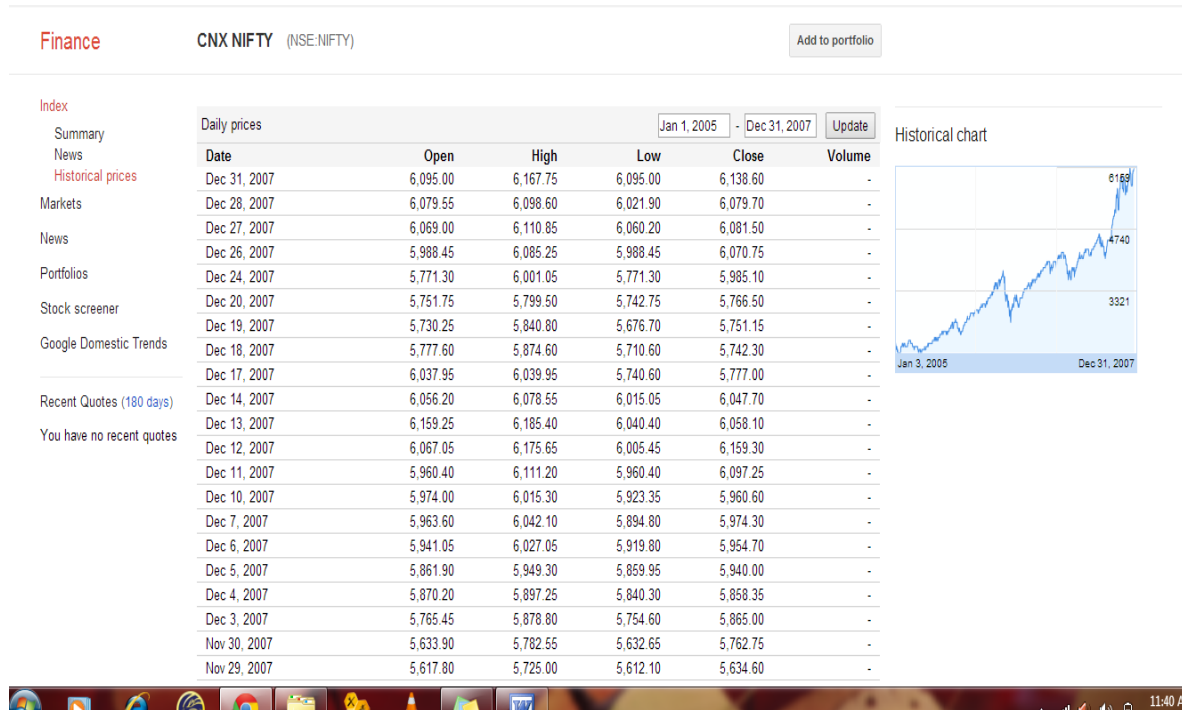 Finance CNX NIFTY (NSE:NIFTY) Add to portfolio
Index
Summary
News
Historical prices
Markets
News
Portfolios
Stock screener
Google Domestic Trends
Recent Quotes (180 days)
You have no recent quotes
Daily prices Jan 1, 2005 - Dec 31, 2007 Update
Date Open High Low Close Volume
Dec 31, 2007 6,095.00 6,167.75 6,095.00 6,138.60 -
Dec 28, 2007 6,079.55 6,098.60 6,021.90 6,079.70 -
Dec 27, 2007 6,069.00 6,110.85 6,060.20 6,081.50 -
Dec 26, 2007 5,988.45 6,085.25 5,988.45 6,070.75 -
Dec 24, 2007 5,771.30 6,001.05 5,771.30 5,985.10 -
Dec 20, 2007 5,751.75 5,799.50 5,742.75 5,766.50 -
Dec 19, 2007 5,730.25 5,840.80 5,676.70 5,751.15 -
Dec 18, 2007 5,777.60 5,874.60 5,710.60 5,742.30 -
Dec 17, 2007 6,037.95 6,039.95 5,740.60 5,777.00 -
Dec 14, 2007 6,056.20 6,078.55 6,015.05 6,047.70 -
Dec 13, 2007 6,159.25 6,185.40 6,040.40 6,058.10 -
Dec 12, 2007 6,067.05 6,175.65 6,005.45 6,159.30 -
Dec 11, 2007 5,960.40 6,111.20 5,960.40 6,097.25 -
Dec 10, 2007 5,974.00 6,015.30 5,923.35 5,960.60 -
Dec 7, 2007 5,963.60 6,042.10 5,894.80 5,974.30 -
Dec 6, 2007 5,941.05 6,027.05 5,919.80 5,954.70 -
Dec 5, 2007 5,861.90 5,949.30 5,859.95 5,940.00 -
Dec 4, 2007 5,870.20 5,897.25 5,840.30 5,858.35 -
Dec 3, 2007 5,765.45 5,878.80 5,754.60 5,865.00 -
Nov 30, 2007 5,633.90 5,782.55 5,632.65 5,762.75 -
Nov 29, 2007 5,617.80 5,725.00 5,612.10 5,634.60 -
Historical chart
6159
4740
3321
Jan 3, 2005 Dec 31, 2007
W
11:40 A